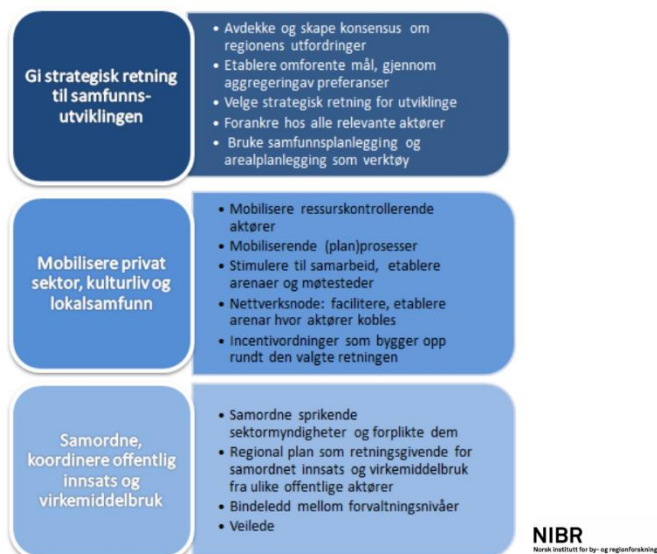 Gi strategisk retning
til samfunns-
utviklingen
• Avdekke og skape konsensus om
regionens utfordringer
• Etablere omforente mål, gjennom
aggregeringav preferanser
• Velge strategisk retning for utviklinge
• Forankre hos alle relevante aktører
• Bruke samfunnsplanlegging og
arealplanlegging som verktøy
Mobilisere privat
sektor, kulturliv og
lokalsamfunn
• Mobilisere ressurskontrollerende
aktører
• Mobiliserende (plan)prosesser
• Stimulere til samarbeid, etablere
arenaer og møtesteder
• Nettverksnode: facilitere, etablere
arenar hvor aktører kobles
• Incentivordninger som bygger opp
rundt den valgte retningen
Samordne,
koordinere offentlig
innsats og
virkemiddelbruk
• Samordne sprikende
sektormyndigheter og forplikte dem
• Regional plan som retningsgivende for
samordnet innsats og virkemiddelbruk
fra ulike offentlige aktører
• Bindeledd mellom forvaltningsnivåer
• Veilede
NIBR
Norsk institutt for by- og regionforskning